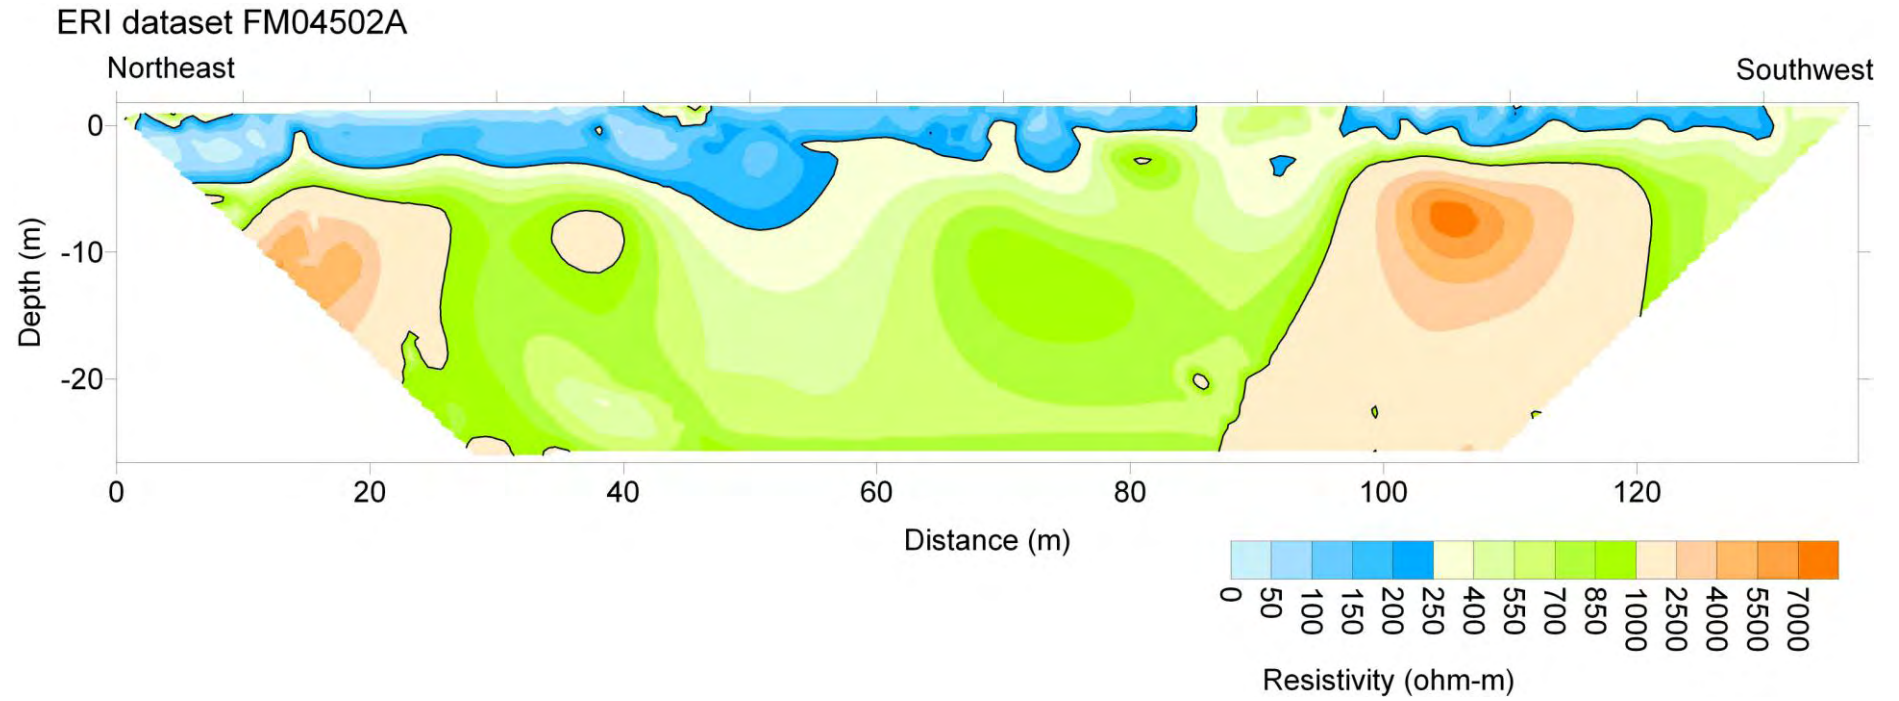 ERI dataset FM04502A
Northeast
Southwest
0
-10
-20
Depth (m)
0 20 40 60 80 100 120
Distance (m)
0 50 100 150 200 250 400 550 700 850 1000 2500 4000 5500 7000
Resistivity (ohm-m)